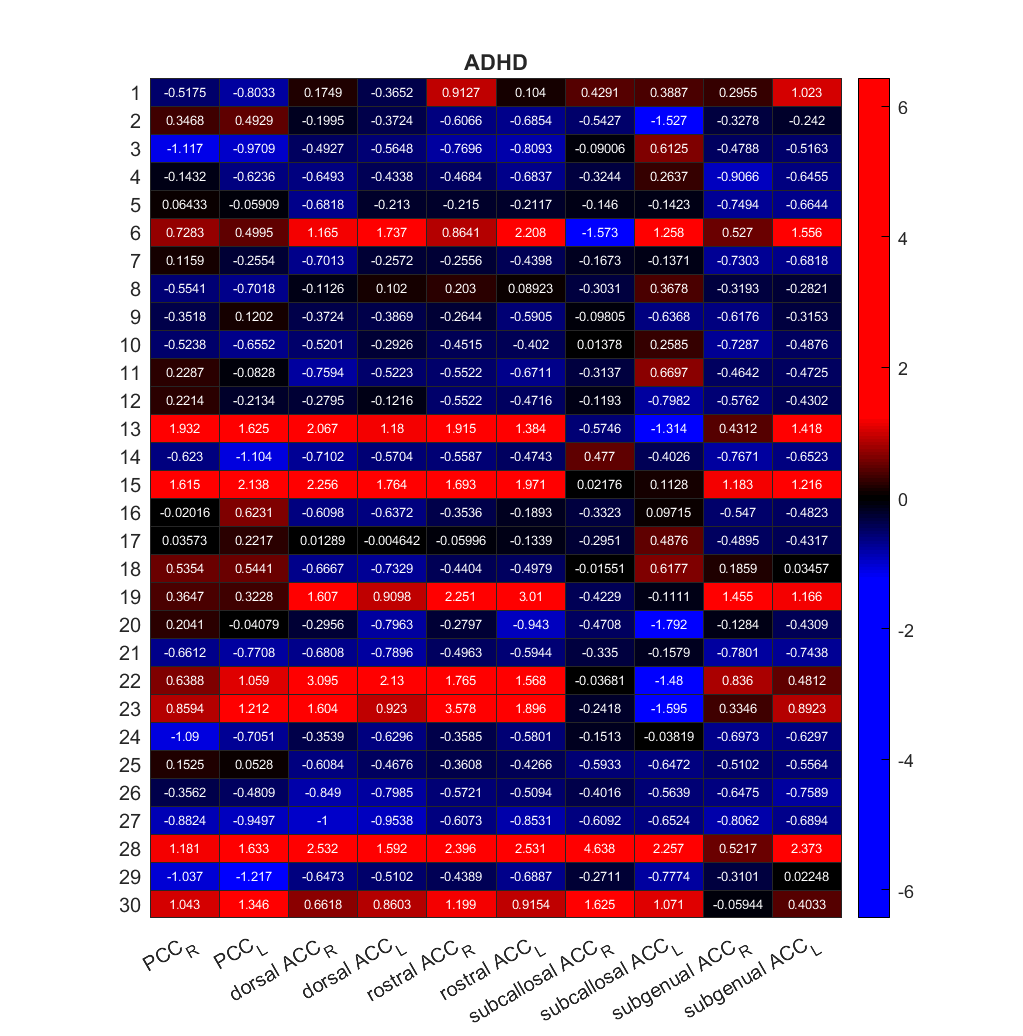 ADHD
1 -0.5175 -0.8033 0.1749 -0.3652 0.9127 0.104 0.4291 0.3887 0.2955 1.023
2 0.3468 0.4929 -0.1995 -0.3724 -0.6066 -0.6854 -0.5427 -1.527 -0.3278 -0.242
3 -1.117 -0.9709 -0.4927 -0.5648 -0.7696 -0.8093 -0.09006 0.6125 -0.4788 -0.5163
4 -0.1432 -0.6236 -0.6493 -0.4338 -0.4684 -0.6837 -0.3244 0.2637 -0.9066 -0.6455
5 0.06433 -0.05909 -0.6818 -0.213 -0.215 -0.2117 -0.146 -0.1423 -0.7494 -0.6644
6 0.7283 0.4995 1.165 1.737 0.8641 2.208 -1.573 1.258 0.527 1.556
7 0.1159 -0.2554 -0.7013 -0.2572 -0.2556 -0.4398 -0.1673 -0.1371 -0.7303 -0.6818
8 -0.5541 -0.7018 -0.1126 0.102 0.203 0.08923 -0.3031 0.3678 -0.3193 -0.2821
9 -0.3518 0.1202 -0.3724 -0.3869 -0.2644 -0.5905 -0.09805 -0.6368 -0.6176 -0.3153
10 -0.5238 -0.6552 -0.5201 -0.2926 -0.4515 -0.402 0.01378 0.2585 -0.7287 -0.4876
11 0.2287 -0.0828 -0.7594 -0.5223 -0.5522 -0.6711 -0.3137 0.6697 -0.4642 -0.4725
12 0.2214 -0.2134 -0.2795 -0.1216 -0.5522 -0.4716 -0.1193 -0.7982 -0.5762 -0.4302
13 1.932 1.625 2.067 1.18 1.915 1.384 -0.5746 -1.314 0.4312 1.418
14 -0.623 -1.104 -0.7102 -0.5704 -0.5587 -0.4743 0.477 -0.4026 -0.7671 -0.6523
15 1.615 2.138 2.256 1.764 1.693 1.971 0.02176 0.1128 1.183 1.216
16 -0.02016 0.6231 -0.6098 -0.6372 -0.3536 -0.1893 -0.3323 0.09715 -0.547 -0.4823
17 0.03573 0.2217 0.01289 -0.004642 -0.05996 -0.1339 -0.2951 0.4876 -0.4895 -0.4317
18 0.5354 0.5441 -0.6667 -0.7329 -0.4404 -0.4979 -0.01551 0.6177 0.1859 0.03457
19 0.3647 0.3228 1.607 0.9098 2.251 3.01 -0.4229 -0.1111 1.455 1.166
20 0.2041 -0.04079 -0.2956 -0.7963 -0.2797 -0.943 -0.4708 -1.792 -0.1284 -0.4309
21 -0.6612 -0.7708 -0.6808 -0.7896 -0.4963 -0.5944 -0.335 -0.1579 -0.7801 -0.7438
22 0.6388 1.059 3.095 2.13 1.765 1.568 -0.03681 -1.48 0.836 0.4812
23 0.8594 1.212 1.604 0.923 3.578 1.896 -0.2418 -1.595 0.3346 0.8923
24 -1.09 -0.7051 -0.3539 -0.6296 -0.3585 -0.5801 -0.1513 -0.03819 -0.6973 -0.6297
25 0.1525 0.0528 -0.6084 -0.4676 -0.3608 -0.4266 -0.5933 -0.6472 -0.5102 -0.5564
26 -0.3562 -0.4809 -0.849 -0.7985 -0.5721 -0.5094 -0.4016 -0.5639 -0.6475 -0.7589
27 -0.8824 -0.9497 -1 -0.9538 -0.6073 -0.8531 -0.6092 -0.6524 -0.8062 -0.6894
28 1.181 1.633 2.532 1.592 2.396 2.531 4.638 2.257 0.5217 2.373
29 -1.037 -1.217 -0.6473 -0.5102 -0.4389 -0.6887 -0.2711 -0.7774 -0.3101 0.02248
30 1.043 1.346 0.6618 0.8603 1.199 0.9154 1.625 1.071 -0.05944 0.4033
PCC_R PCC_L dorsal ACC_R dorsal ACC_L rostral ACC_R rostral ACC_L subcallosal ACC_R subcallosal ACC_L subgenual ACC_R subgenual ACC_L
6
4
2
0
-2
-4
-6